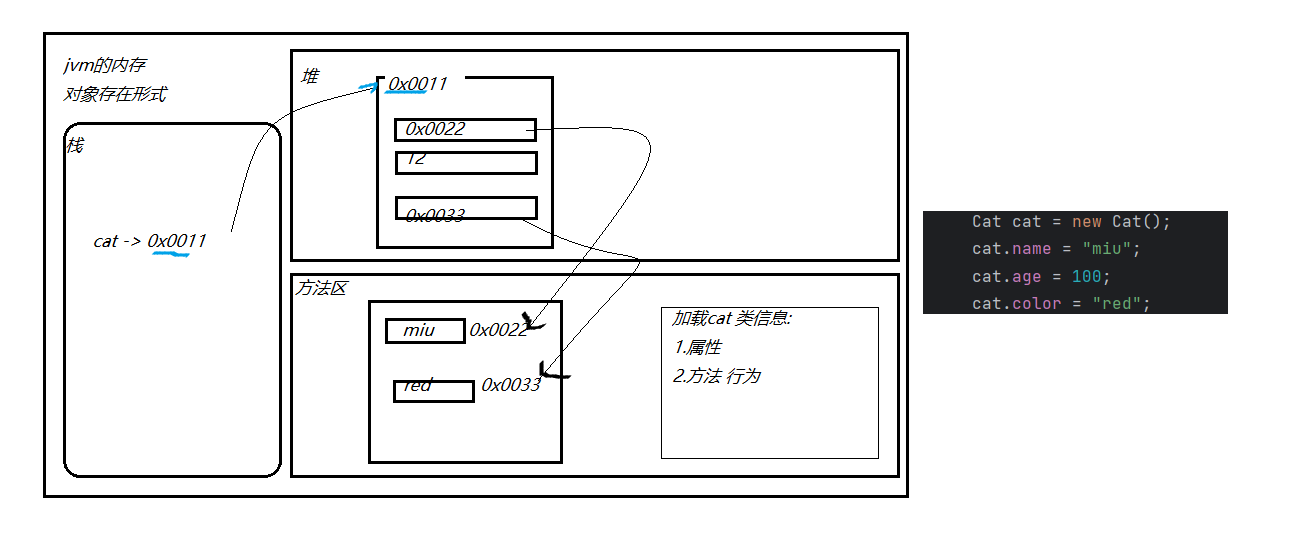 jvm的内存
对象存在形式
栈
cat -> 0x0011
堆
0x0011
0x0022
12
0x0033
方法区
miu 0x0022
red 0x0033
加载cat 类信息:
1.属性
2.方法 行为
Cat cat = new Cat();
cat.name = "miu";
cat.age = 100;
cat.color = "red";